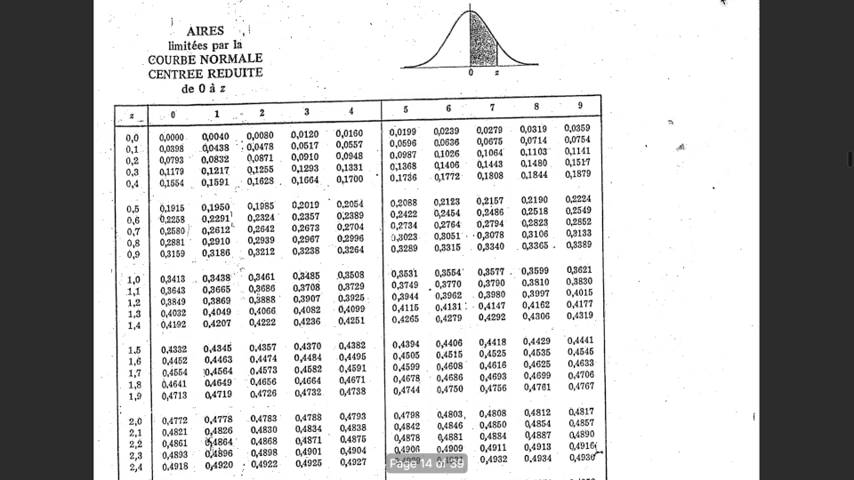 AIRES
limitées par la
COURBE NORMALE
CENTREE REDUITE
de 0 à z
0 z
z 0 1 2 3 4 5 6 7 8 9
0,0 0,0000 0,0040 0,0080 0,0120 0,0160 0,0199 0,0239 0,0279 0,0319 0,0359
0,1 0,0398 0,0438 0,0478 0,0517 0,0557 0,0596 0,0636 0,0675 0,0714 0,0754
0,2 0,0793 0,0832 0,0871 0,0910 0,0948 0,0987 0,1026 0,1064 0,1103 0,1141
0,3 0,1179 0,1217 0,1255 0,1293 0,1331 0,1368 0,1406 0,1443 0,1480 0,1517
0,4 0,1554 0,1591 0,1628 0,1664 0,1700 0,1736 0,1772 0,1808 0,1844 0,1879
0,5 0,1915 0,1950 0,1985 0,2019 0,2054 0,2088 0,2123 0,2157 0,2190 0,2224
0,6 0,2258 0,2291 0,2324 0,2357 0,2389 0,2422 0,2454 0,2486 0,2518 0,2549
0,7 0,2580 0,2612 0,2642 0,2673 0,2704 0,2734 0,2764 0,2794 0,2823 0,2852
0,8 0,2881 0,2910 0,2939 0,2967 0,2996 0,3023 0,3051 0,3078 0,3106 0,3133
0,9 0,3159 0,3186 0,3212 0,3238 0,3264 0,3289 0,3315 0,3340 0,3365 0,3389
1,0 0,3413 0,3438 0,3461 0,3485 0,3508 0,3531 0,3554 0,3577 0,3599 0,3621
1,1 0,3643 0,3665 0,3686 0,3708 0,3729 0,3749 0,3770 0,3790 0,3810 0,3830
1,2 0,3849 0,3869 0,3888 0,3907 0,3925 0,3944 0,3962 0,3980 0,3997 0,4015
1,3 0,4032 0,4049 0,4066 0,4082 0,4099 0,4115 0,4131 0,4147 0,4162 0,4177
1,4 0,4192 0,4207 0,4222 0,4236 0,4251 0,4265 0,4279 0,4292 0,4306 0,4319
1,5 0,4332 0,4345 0,4357 0,4370 0,4382 0,4394 0,4406 0,4418 0,4429 0,4441
1,6 0,4452 0,4463 0,4474 0,4484 0,4495 0,4505 0,4515 0,4525 0,4535 0,4545
1,7 0,4554 0,4564 0,4573 0,4582 0,4591 0,4599 0,4608 0,4616 0,4625 0,4633
1,8 0,4641 0,4649 0,4656 0,4664 0,4671 0,4678 0,4686 0,4693 0,4699 0,4706
1,9 0,4713 0,4719 0,4726 0,4732 0,4738 0,4744 0,4750 0,4756 0,4761 0,4767
2,0 0,4772 0,4778 0,4783 0,4788 0,4793 0,4798 0,4803 0,4808 0,4812 0,4817
2,1 0,4821 0,4826 0,4830 0,4834 0,4838 0,4842 0,4846 0,4850 0,4854 0,4857
2,2 0,4861 0,4864 0,4868 0,4871 0,4875 0,4878 0,4881 0,4884 0,4887 0,4890
2,3 0,4893 0,4896 0,4898 0,4901 0,4904 0,4906 0,4909 0,4911 0,4913 0,4916
2,4 0,4918 0,4920 0,4922 0,4925 0,4927 0,4932 0,4934 0,4936
Page 14 of 39